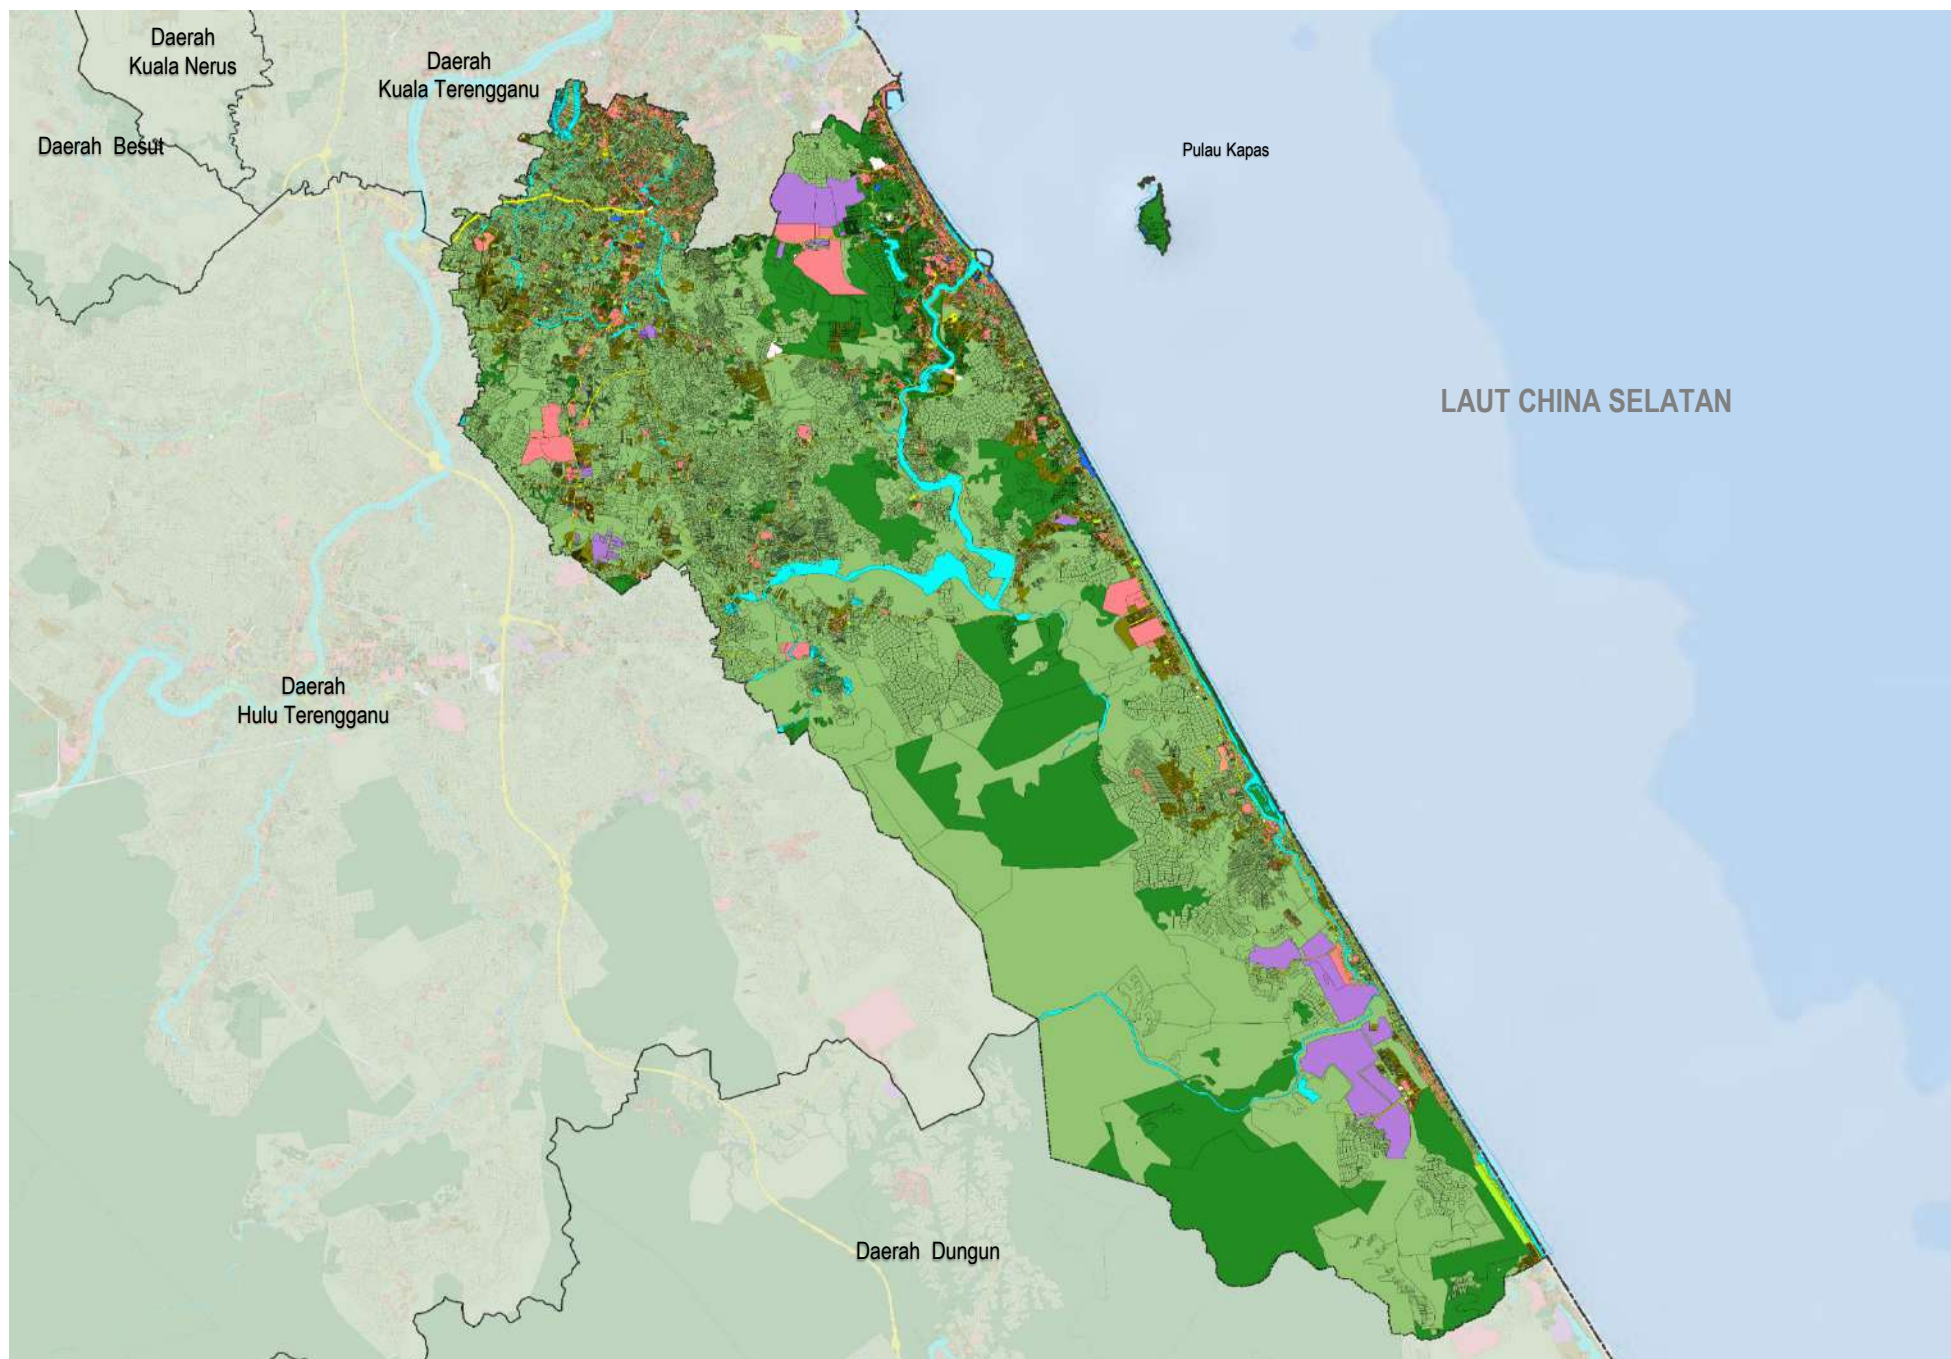 Daerah
Kuala Nerus
Daerah
Kuala Terengganu
Daerah Besut
Pulau Kapas
LAUT CHINA SELATAN
Daerah
Hulu Terengganu
Daerah Dungun